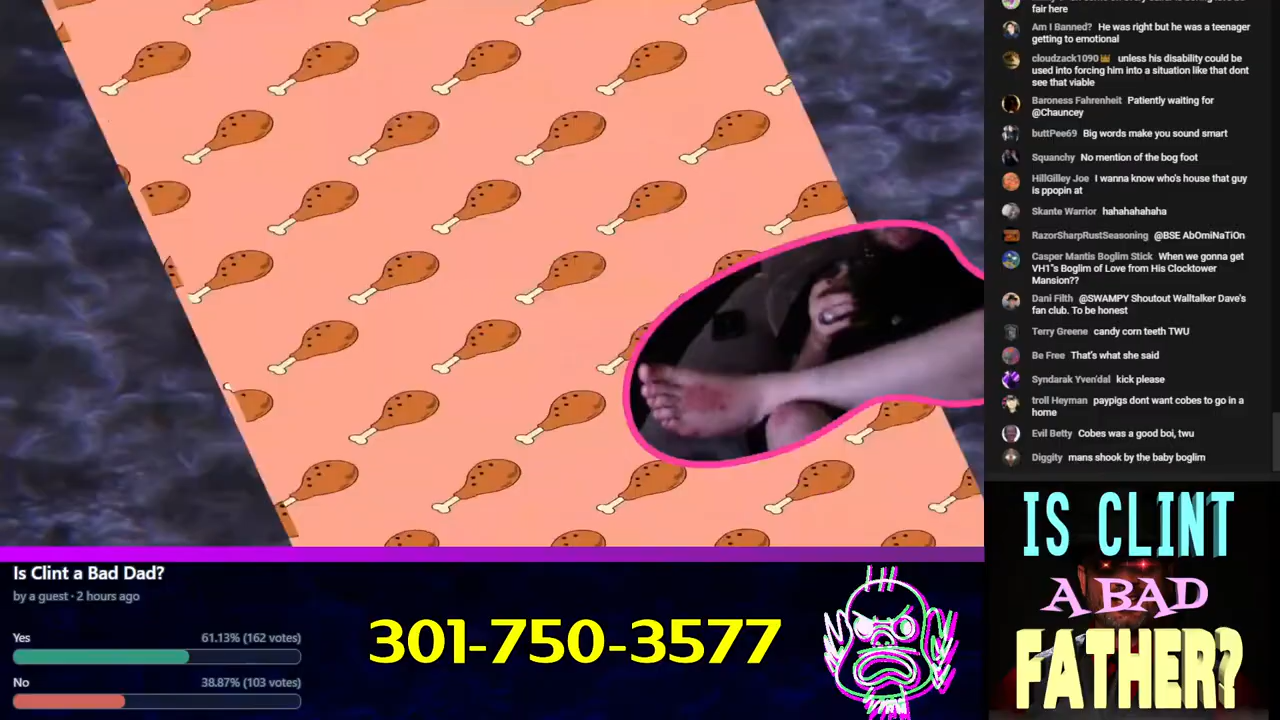 fair here
Am I Banned? He was right but he was a teenager
getting to emotional
cloudzack1090 unless his disability could be
used into forcing him into a situation like that dont
see that viable
Baroness Fahrenheit Patiently waiting for
@Chauncey
buttPee69 Big words make you sound smart
Squanchy No mention of the bog foot
HillGilley Joe I wanna know who's house that guy
is ppopin at
Skante Warrior hahahahahaha
RazorSharpRustSeasoning @BSE AbOmiNaTiOn
Casper Mantis Boglim Stick When we gonna get
VH1"s Boglim of Love from His Clocktower
Mansion??
Dani Filth @SWAMPY Shoutout Walltalker Dave's
fan club. To be honest
Terry Greene candy corn teeth TWU
Be Free That's what she said
Syndarak Yven'dal kick please
troll Heyman paypigs dont want cobes to go in a
home
Evil Betty Cobes was a good boi, twu
Diggity mans shook by the baby boglim
IS CLINT
A BAD
FATHER?
Is Clint a Bad Dad?
by a guest · 2 hours ago
Yes 61.13% (162 votes)
No 38.87% (103 votes)
301-750-3577